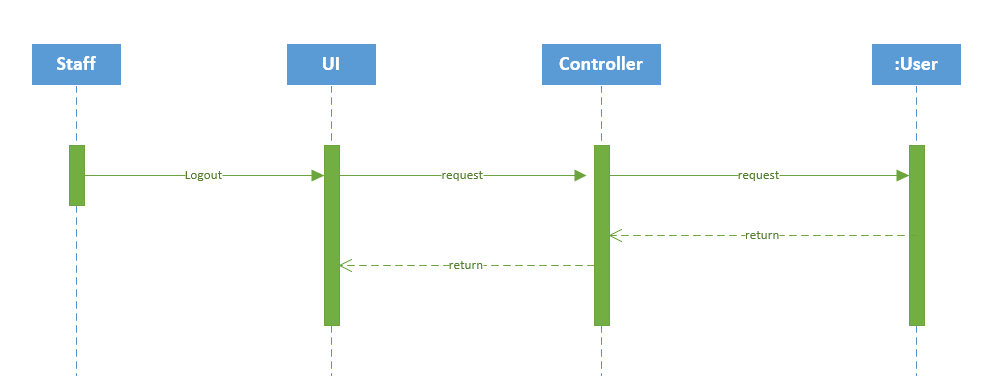 Staff
UI
Controller
:User
Logout
request
request
return
return